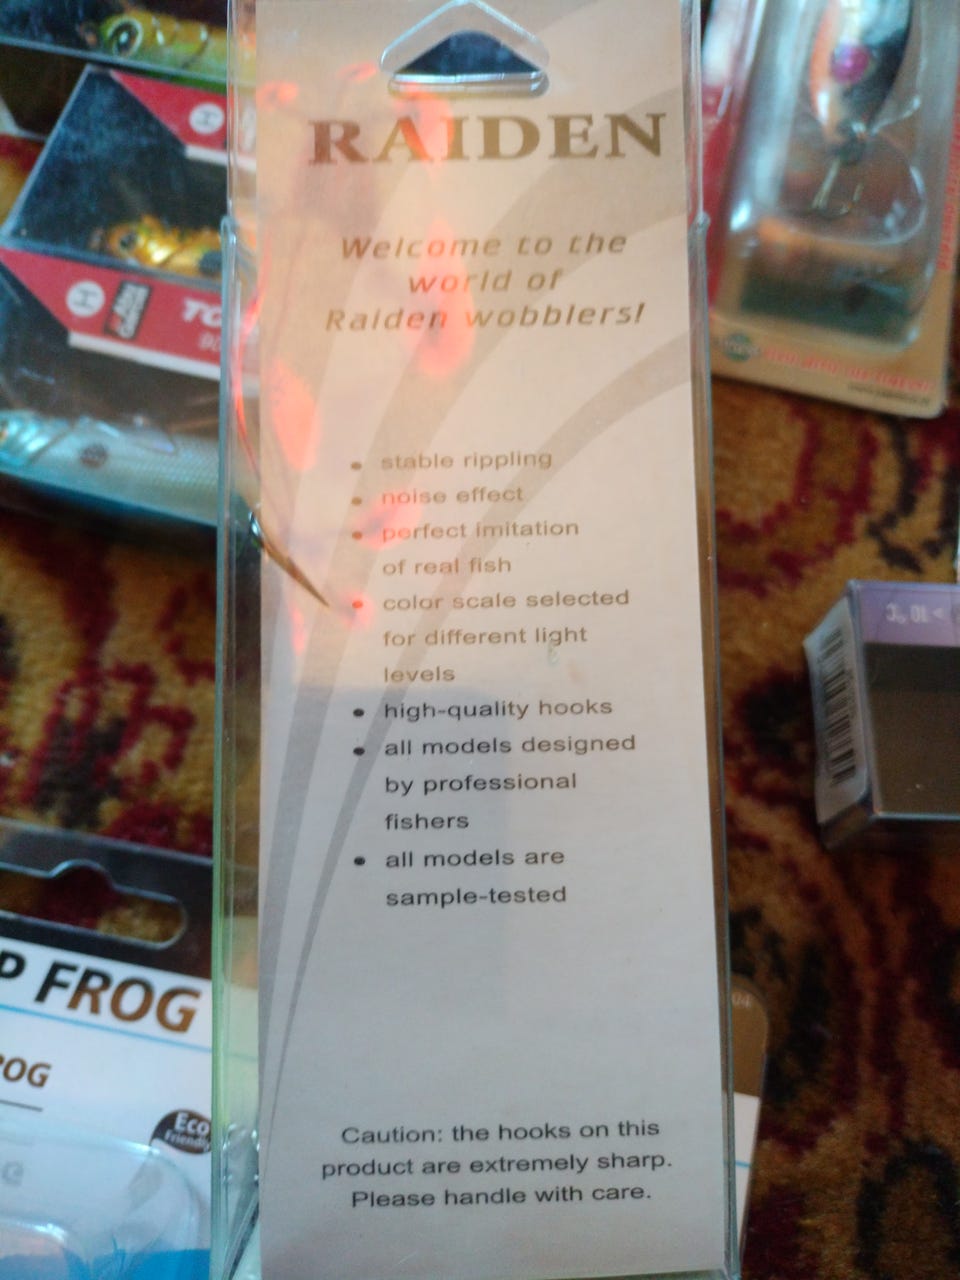 RAIDEN
Welcome to the
world of
Raiden wobblers!
• stable rippling
• noise effect
• perfect imitation
of real fish
• color scale selected
for different light
levels
• high-quality hooks
• all models designed
by professional
fishers
• all models are
sample-tested
Caution: the hooks on this
product are extremely sharp.
Please handle with care.
P FROG
Eco
Friendly